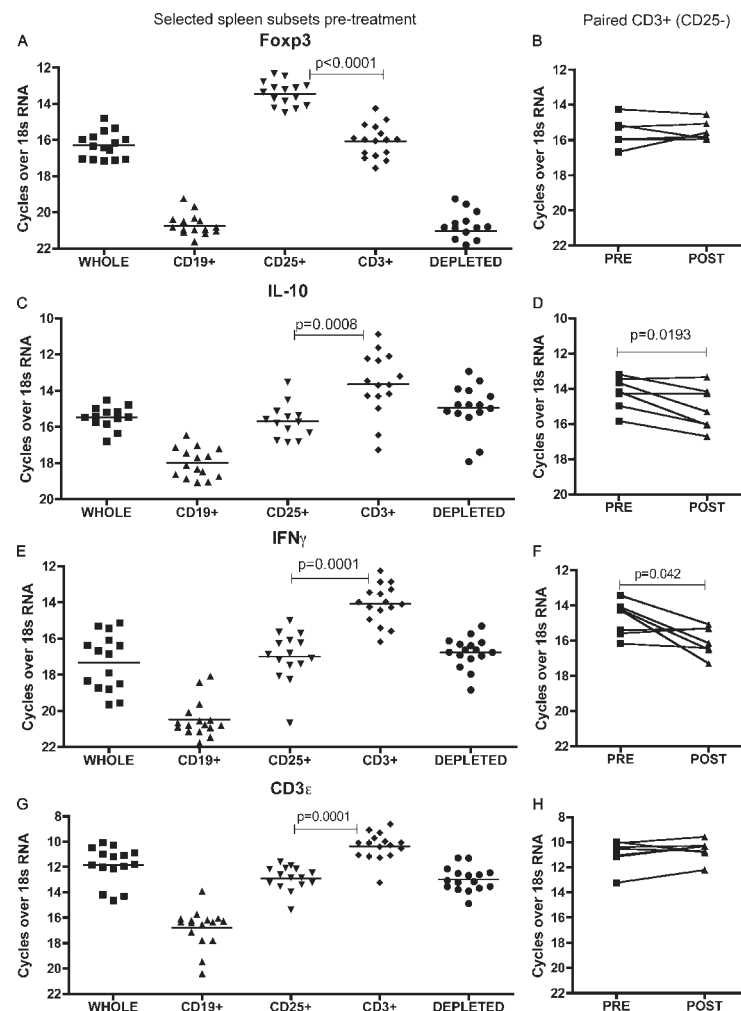 Selected spleen subsets pre-treatment
Paired CD3+ (CD25-)
A
Foxp3
B
p<0.0001
Cycles over 18s RNA
12
14
16
18
20
22
WHOLE
CD19+
CD25+
CD3+
DEPLETED
Cycles over 18s RNA
12
14
16
18
20
22
PRE
POST
C
IL-10
D
p=0.0008
Cycles over 18s RNA
10
12
14
16
18
20
WHOLE
CD19+
CD25+
CD3+
DEPLETED
p=0.0193
Cycles over 18s RNA
10
12
14
16
18
20
PRE
POST
E
IFNγ
F
p=0.0001
Cycles over 18s RNA
12
14
16
18
20
22
WHOLE
CD19+
CD25+
CD3+
DEPLETED
p=0.042
Cycles over 18s RNA
12
14
16
18
20
22
PRE
POST
G
CD3ε
H
p=0.0001
Cycles over 18s RNA
8
10
12
14
16
18
20
22
WHOLE
CD19+
CD25+
CD3+
DEPLETED
Cycles over 18s RNA
8
10
12
14
16
18
20
22
PRE
POST